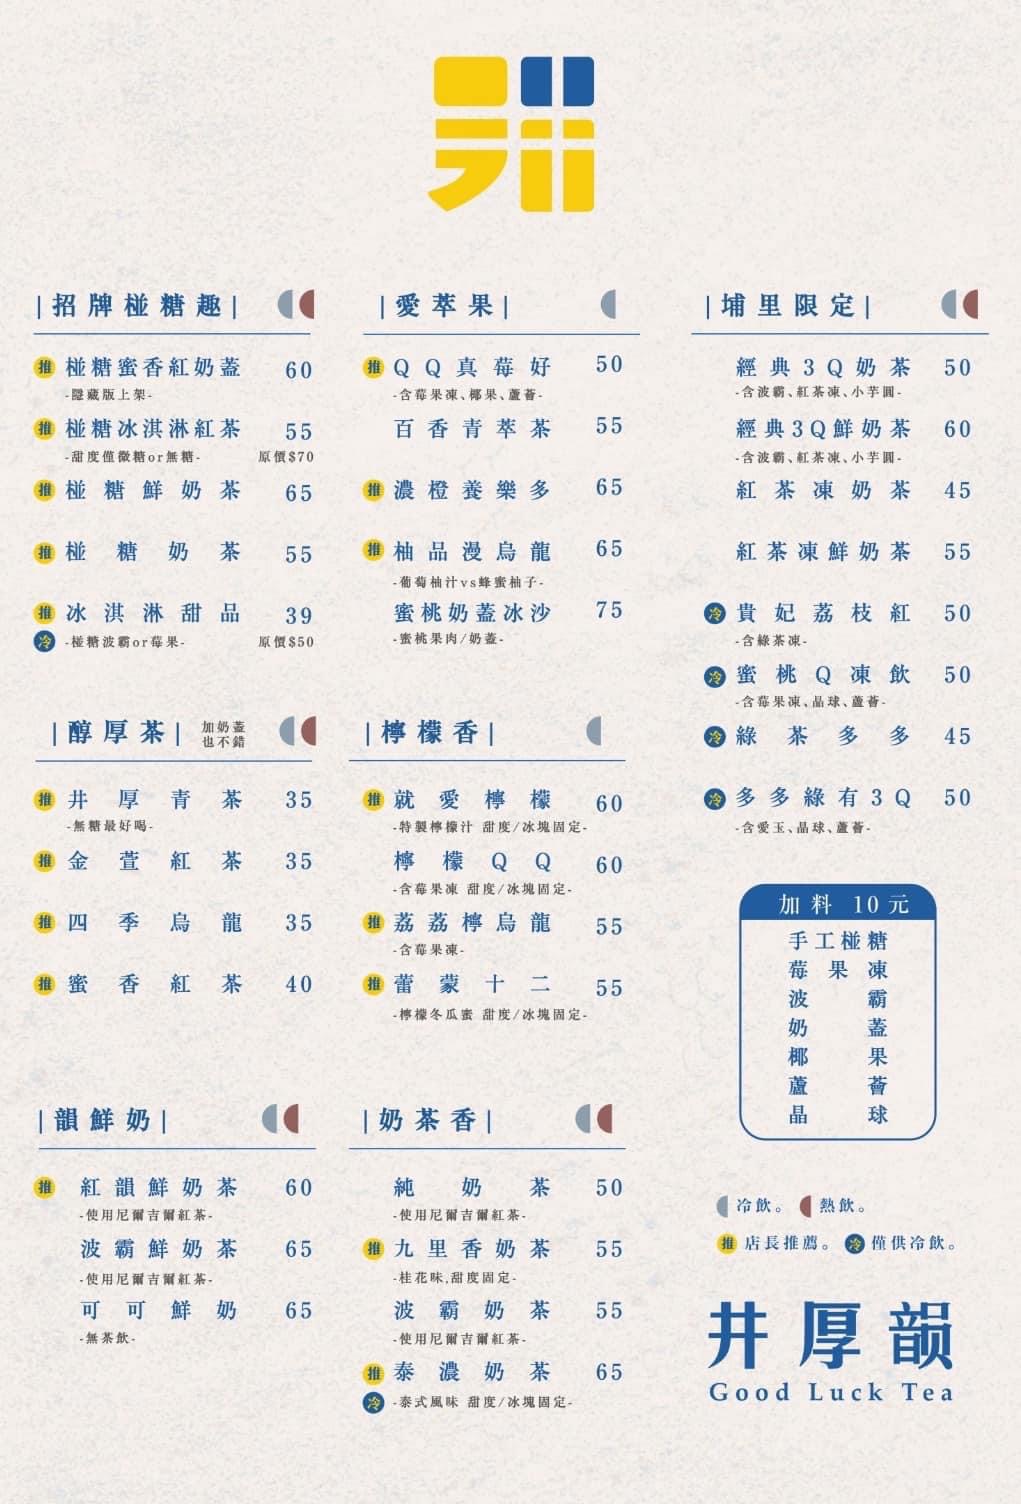 |招牌椪糖趣|
推 椪糖蜜香紅奶蓋 60
-隱藏版上架-
推 椪糖冰淇淋紅茶 55
-甜度僅微糖or無糖- 原價$70
推 椪糖鮮奶茶 65
椪糖奶茶 55
推 冰淇淋甜品 39
冷 -椪糖波霸or莓果- 原價$50
|醇厚茶| 加奶蓋
也不錯
推 井厚青茶 35
-無糖最好喝-
推 金萱紅茶 35
推 四季烏龍 35
推 蜜香紅茶 40
|韻鮮奶|
推 紅韻鮮奶茶 60
-使用尼爾吉爾紅茶-
波霸鮮奶茶 65
-使用尼爾吉爾紅茶-
可可鮮奶 65
-無茶飲-
|愛萃果|
推 QQ真莓好 50
-含莓果凍、椰果、蘆薈-
百香青萃茶 55
推 濃橙養樂多 65
推 柚品漫烏龍 65
-葡萄柚汁vs蜂蜜柚子-
蜜桃奶蓋冰沙 75
-蜜桃果肉/奶蓋-
|檸檬香|
推 就愛檸檬 60
-特製檸檬汁 甜度/冰塊固定-
檸檬QQ 60
-含莓果凍 甜度/冰塊固定-
推 荔荔檸烏龍 55
-含莓果凍-
推 蕾蒙十二 55
-檸檬冬瓜蜜 甜度/冰塊固定-
|奶茶香|
純奶茶 50
-使用尼爾吉爾紅茶-
推 九里香奶茶 55
-桂花味,甜度固定-
波霸奶茶 55
-使用尼爾吉爾紅茶-
推 泰濃奶茶 65
冷 -泰式風味 甜度/冰塊固定-
|埔里限定|
經典3Q奶茶 50
-含波霸、紅茶凍、小芋圓-
經典3Q鮮奶茶 60
-含波霸、紅茶凍、小芋圓-
紅茶凍奶茶 45
紅茶凍鮮奶茶 55
冷 貴妃荔枝紅 50
-含綠茶凍-
冷 蜜桃Q凍飲 50
-含莓果凍、晶球、蘆薈-
冷 綠茶多多 45
冷 多多綠有3Q 50
-含愛玉、晶球、蘆薈-
加料 10元
手工椪糖
莓果凍
波霸
奶蓋
椰果
蘆薈
晶球
冷飲。 熱飲。
推 店長推薦。 冷 僅供冷飲。
井厚韻
Good Luck Tea